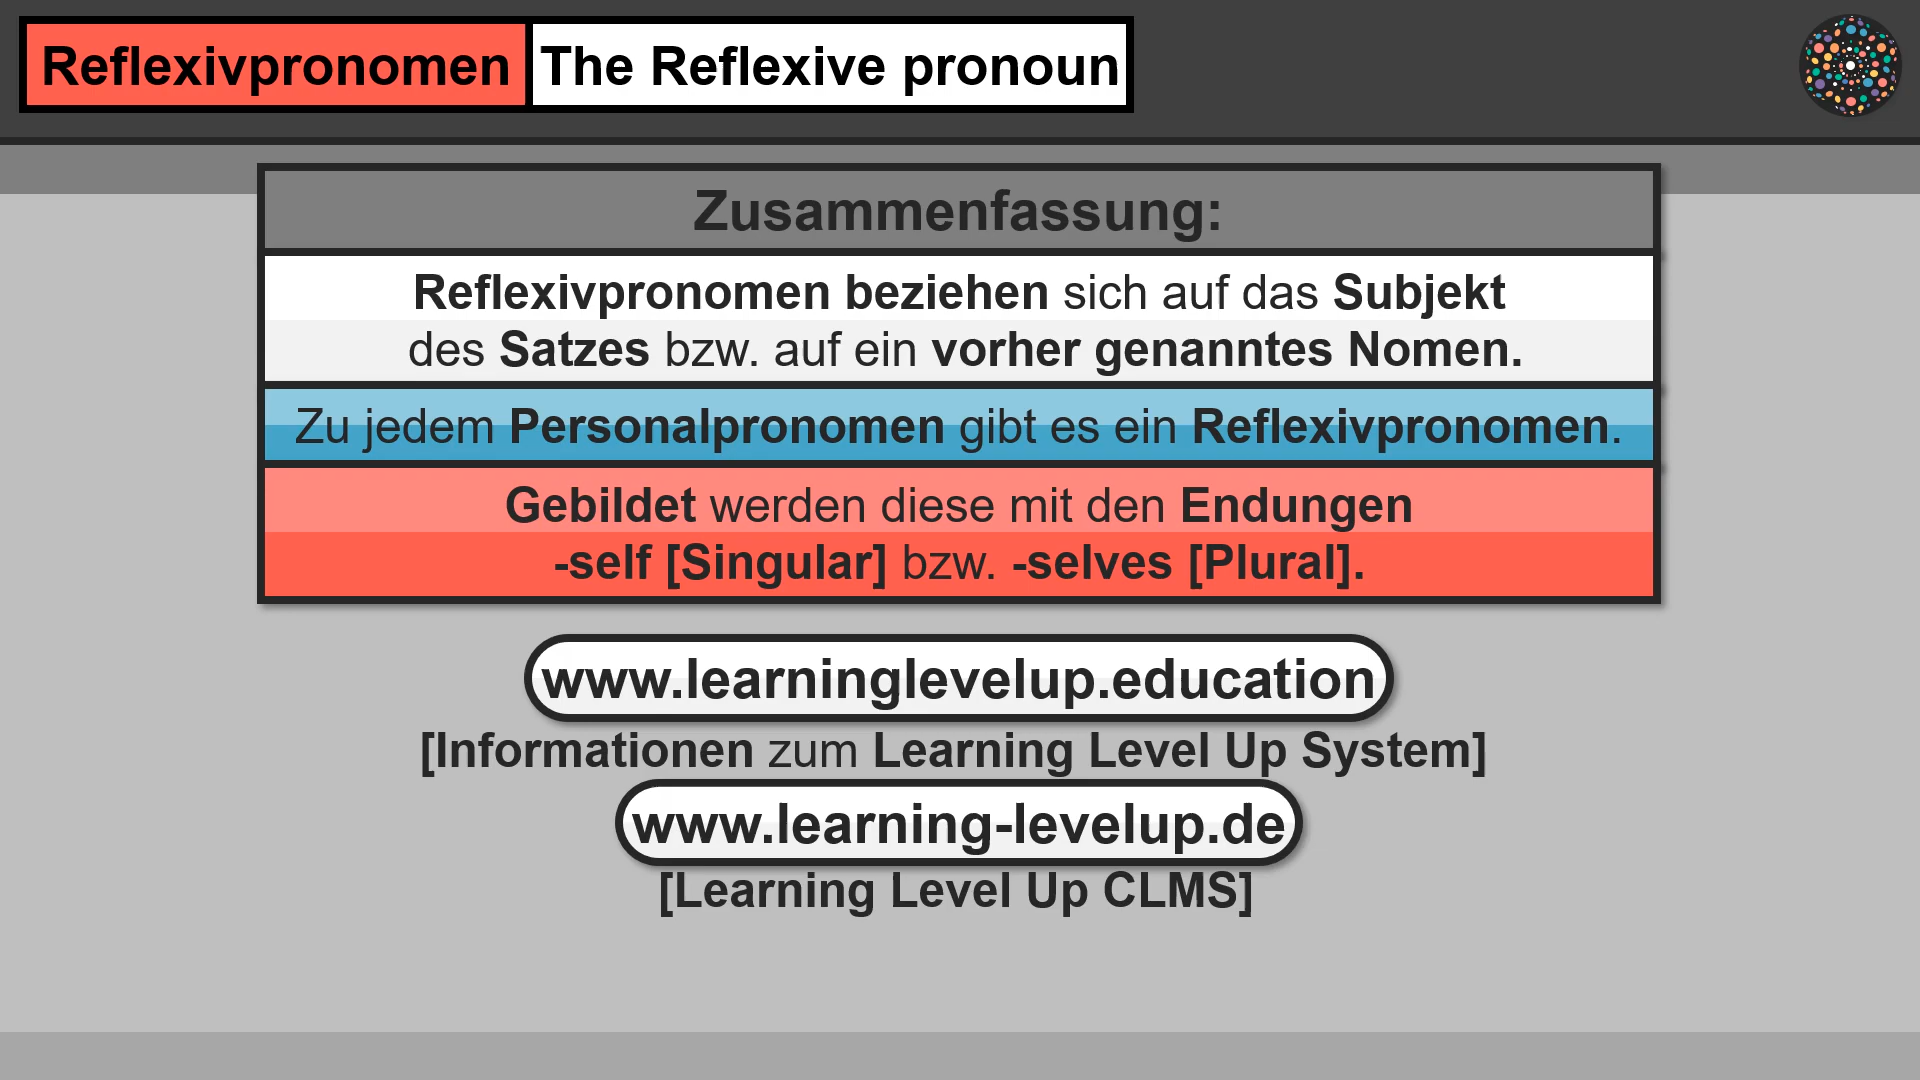 Reflexivpronomen The Reflexive pronoun
Zusammenfassung:
Reflexivpronomen beziehen sich auf das Subjekt
des Satzes bzw. auf ein vorher genanntes Nomen.
Zu jedem Personalpronomen gibt es ein Reflexivpronomen.
Gebildet werden diese mit den Endungen
-self [Singular] bzw. -selves [Plural].
www.learninglevelup.education
[Informationen zum Learning Level Up System]
www.learning-levelup.de
[Learning Level Up CLMS]